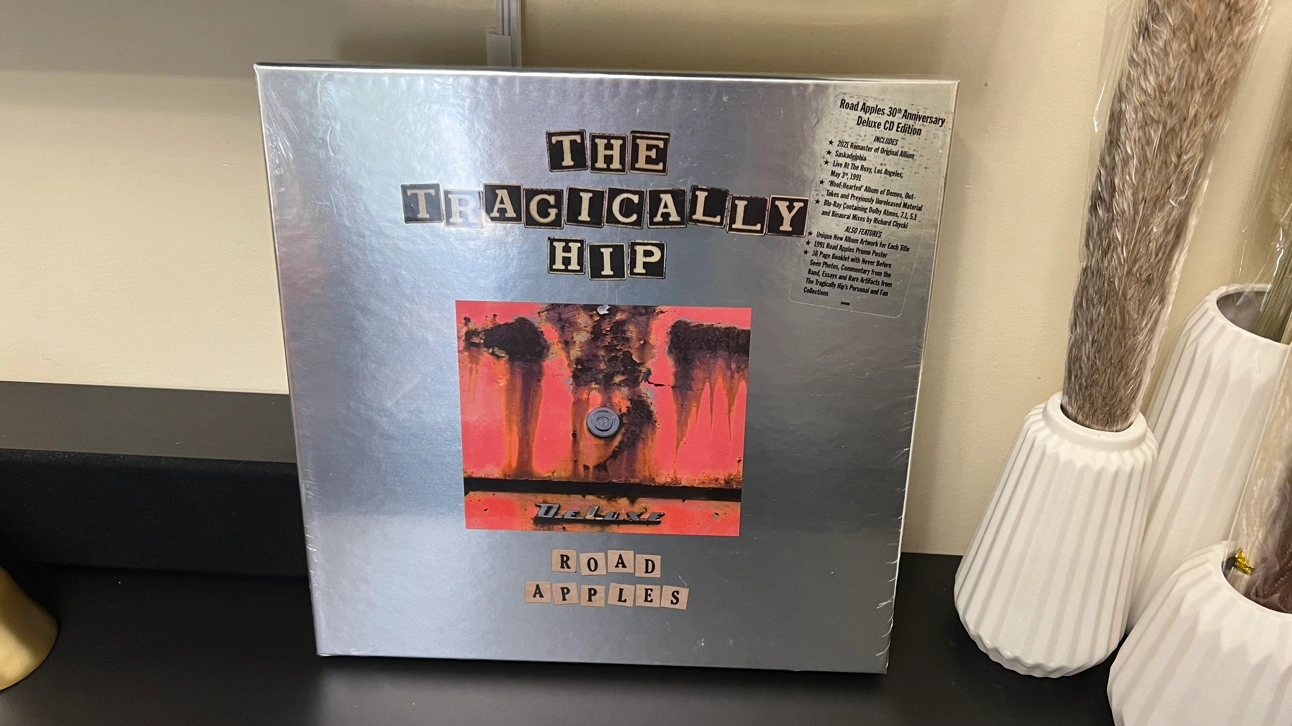 THE
TRAGICALLY
HIP
DeLuxe
ROAD
APPLES
Road Apples 30th Anniversary
Deluxe CD Edition
INCLUDES
★ 2021 Remaster of Original Album
★ Saskadelphia
★ Live At The Roxy, Los Angeles,
May 3rd, 1991
★ 'Hoof-Hearted' Album of Demos, Out-
Takes and Previously Unreleased Material
★ Blu-Ray Containing Dolby Atmos, 7.1, 5.1
and Binaural Mixes by Richard Chycki
ALSO FEATURES
★ Unique New Album Artwork for Each Title
★ 1991 Road Apples Promo Poster
★ 36 Page Booklet with Never Before
Seen Photos, Commentary from the
Band, Essays and Rare Artifacts from
The Tragically Hip's Personal and Fan
Collections